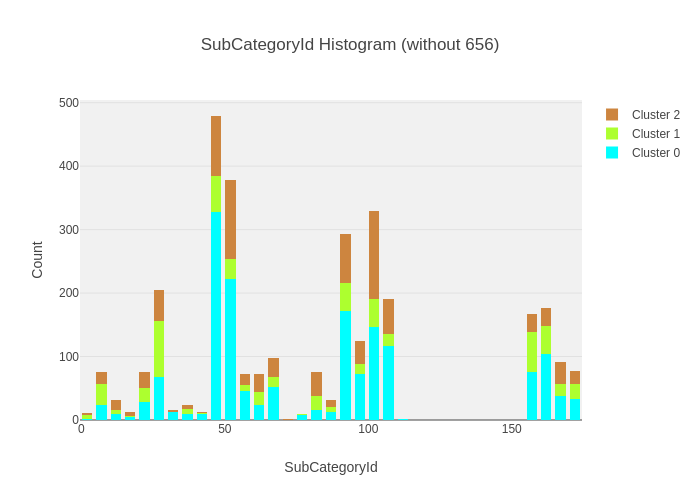 SubCategoryId Histogram (without 656)
500
400
300
200
100
0
Count
0
50
100
150
SubCategoryId
Cluster 2
Cluster 1
Cluster 0